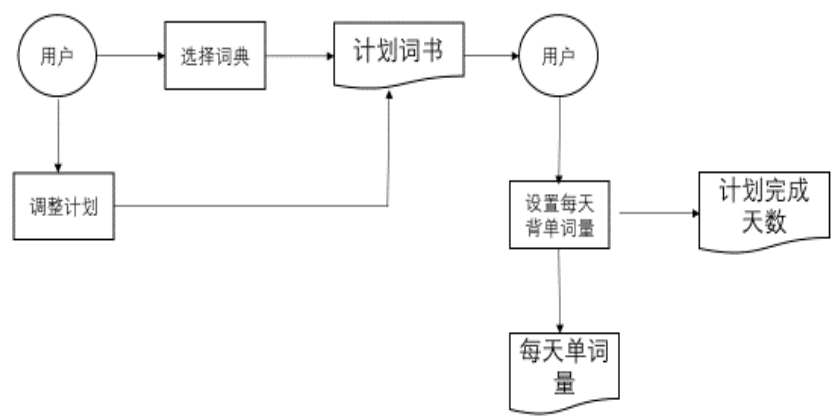 用户
选择词典
计划词书
用户
调整计划
设置每天
背单词量
计划完成
天数
每天单词
量